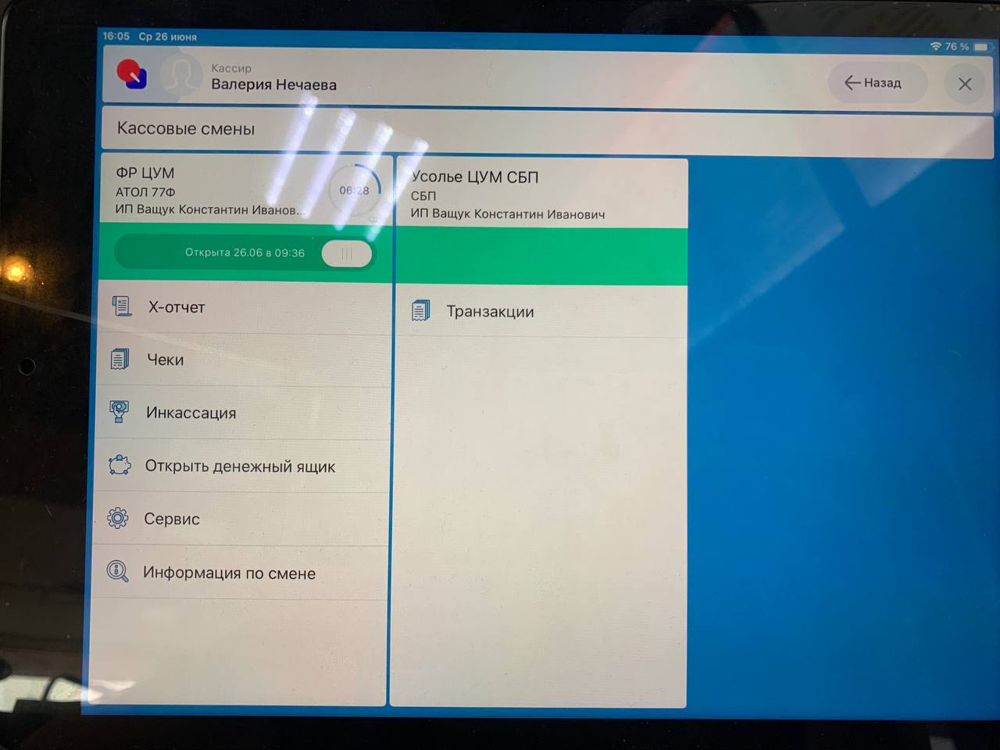 16:05 Ср 26 июня
76 %
Кассир
Валерия Нечаева
Назад
Кассовые смены
ФР ЦУМ
АТОЛ 77Ф
ИП Ващук Константин Иванов...
06:28
Открыта 26.06 в 09:36
X-отчет
Чеки
Инкассация
Открыть денежный ящик
Сервис
Информация по смене
Усолье ЦУМ СБП
СБП
ИП Ващук Константин Иванович
Транзакции